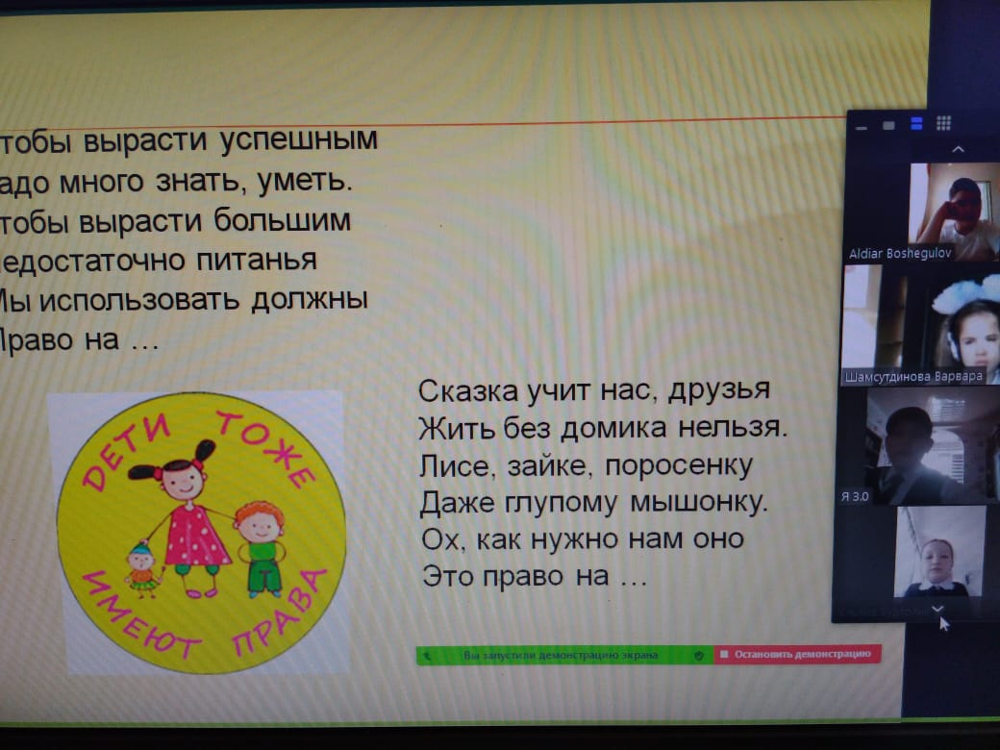 тобы вырасти успешным
адо много знать, уметь.
тобы вырасти большим
едостаточно питанья
Мы использовать должны
Право на …
ДЕТИ ТОЖЕ
ИМЕЮТ ПРАВА
Сказка учит нас, друзья
Жить без домика нельзя.
Лисе, зайке, поросенку
Даже глупому мышонку.
Ох, как нужно нам оно
Это право на …
Вы запустили демонстрацию экрана
Остановить демонстрацию
Aldiar Boshegulov
Шамсутдинова Варвара
Я 3.0